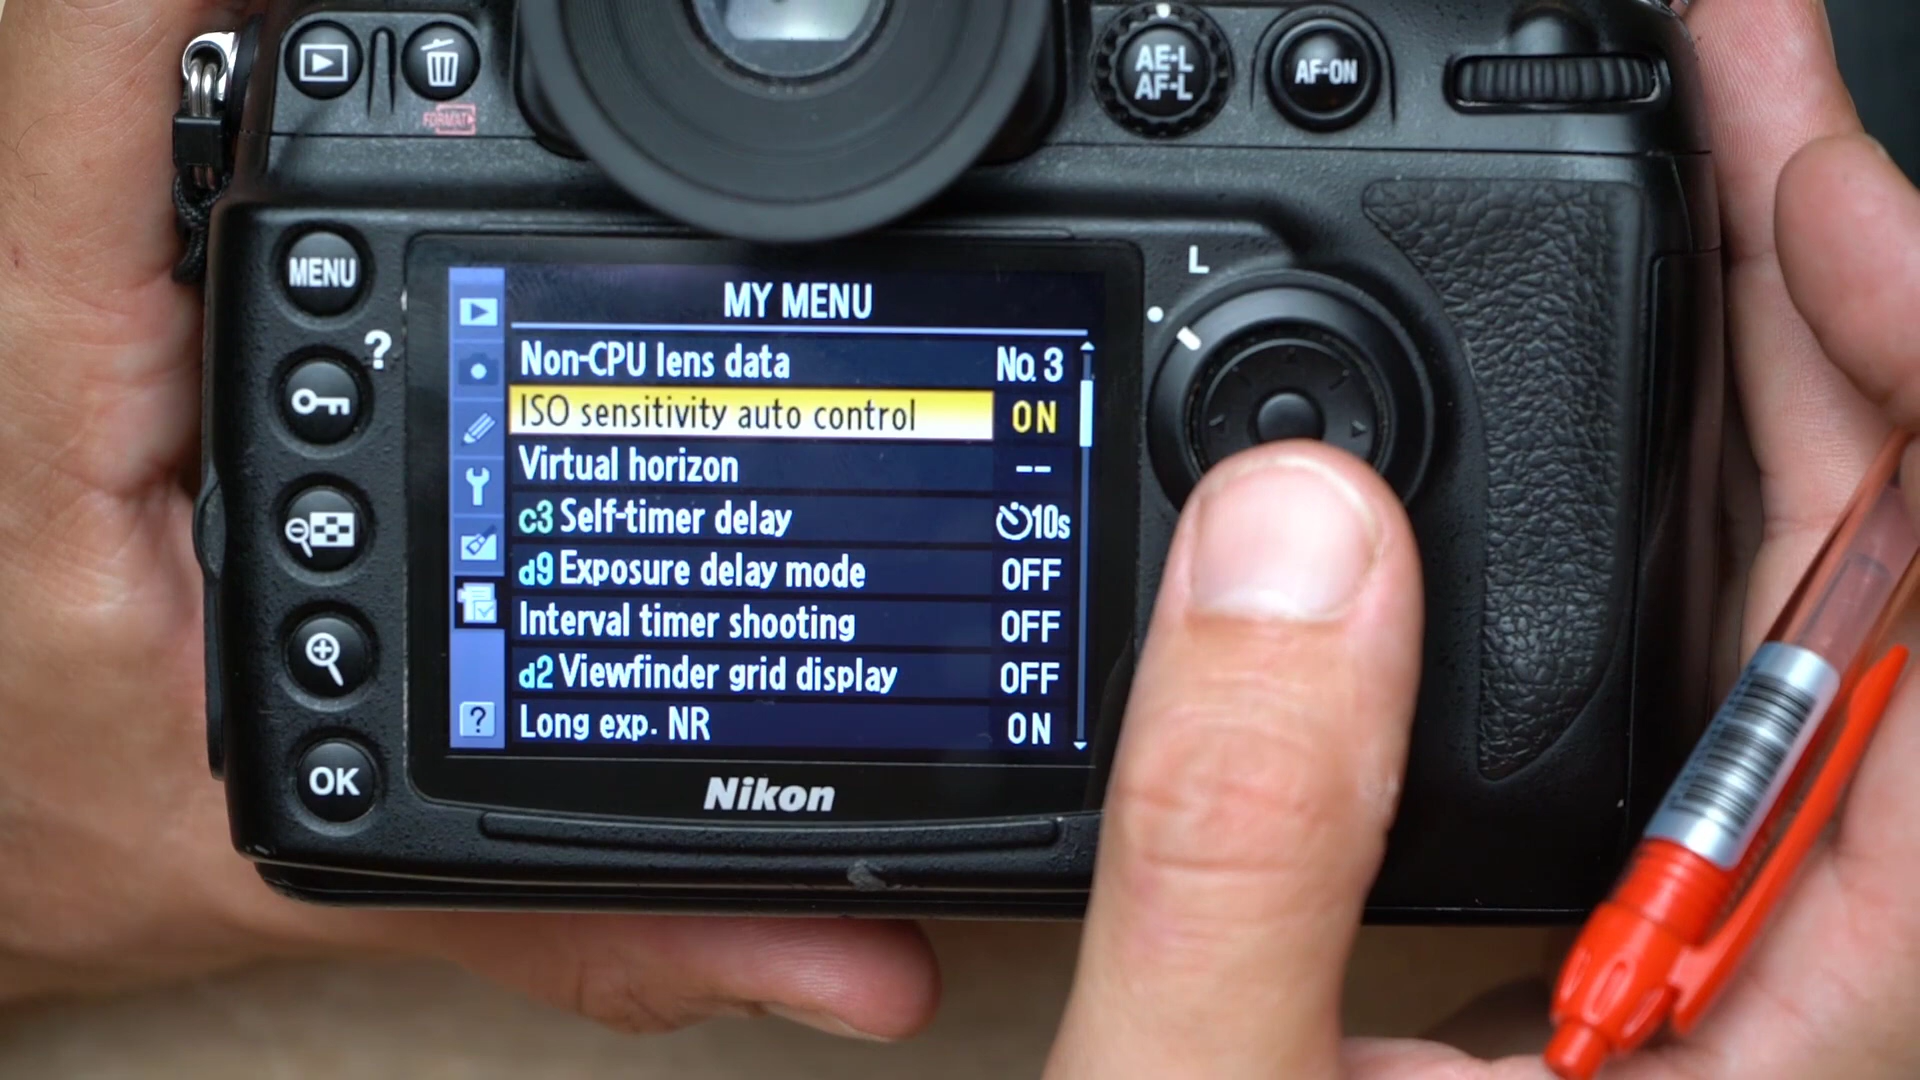 AE-L
AF-L
AF-ON
FORMAT
MENU
L
?
MY MENU
Non-CPU lens data No.3
ISO sensitivity auto control ON
Virtual horizon --
c3 Self-timer delay 10s
d9 Exposure delay mode OFF
Interval timer shooting OFF
d2 Viewfinder grid display OFF
Long exp. NR ON
?
OK
Nikon